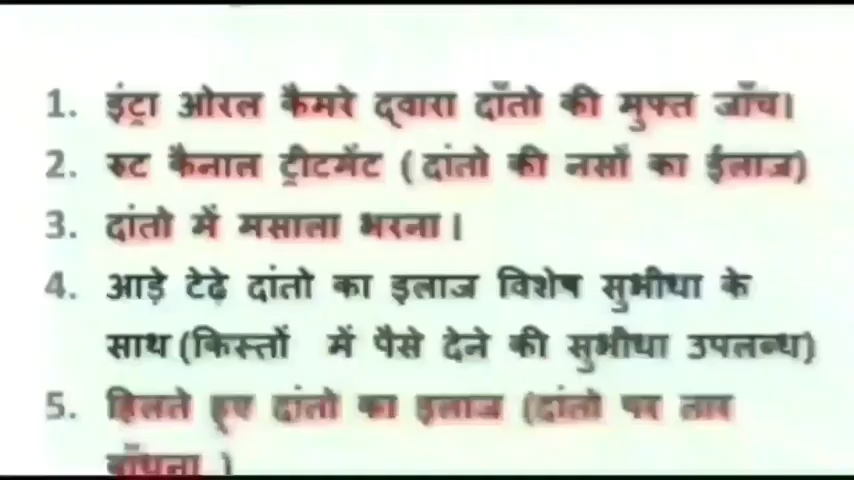 1. इंट्रा ओरल कैमरे द्वारा दाँतो की मुफ्त जाँच।
2. रुट कैनाल ट्रीटमेंट (दांतो की नसों का ईलाज)
3. दांतो में मसाला भरना।
4. आड़े टेढ़े दांतो का इलाज विशेष सुभीधा के
साथ (किस्तों में पैसे देने की सुभीधा उपलब्ध)
5. हिलते हूए दांतो का इलाज (दांतो पर तार
बाँधना )